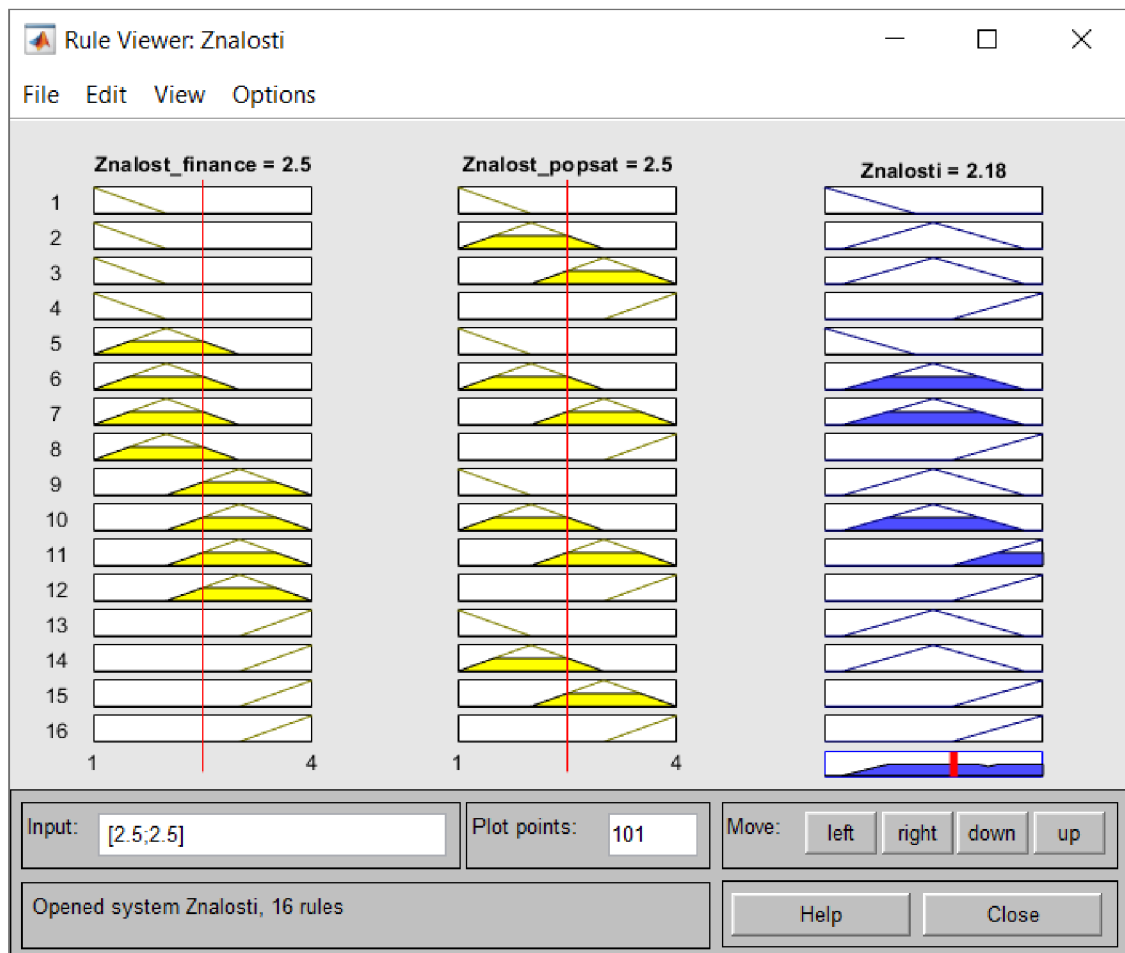 Rule Viewer: Znalosti
File Edit View Options
Znalost_finance = 2.5 Znalost_popsat = 2.5 Znalosti = 2.18
1
2
3
4
5
6
7
8
9
10
11
12
13
14
15
16
1 4 1 4
Input: [2.5;2.5] Plot points: 101 Move: left right down up
Opened system Znalosti, 16 rules Help Close